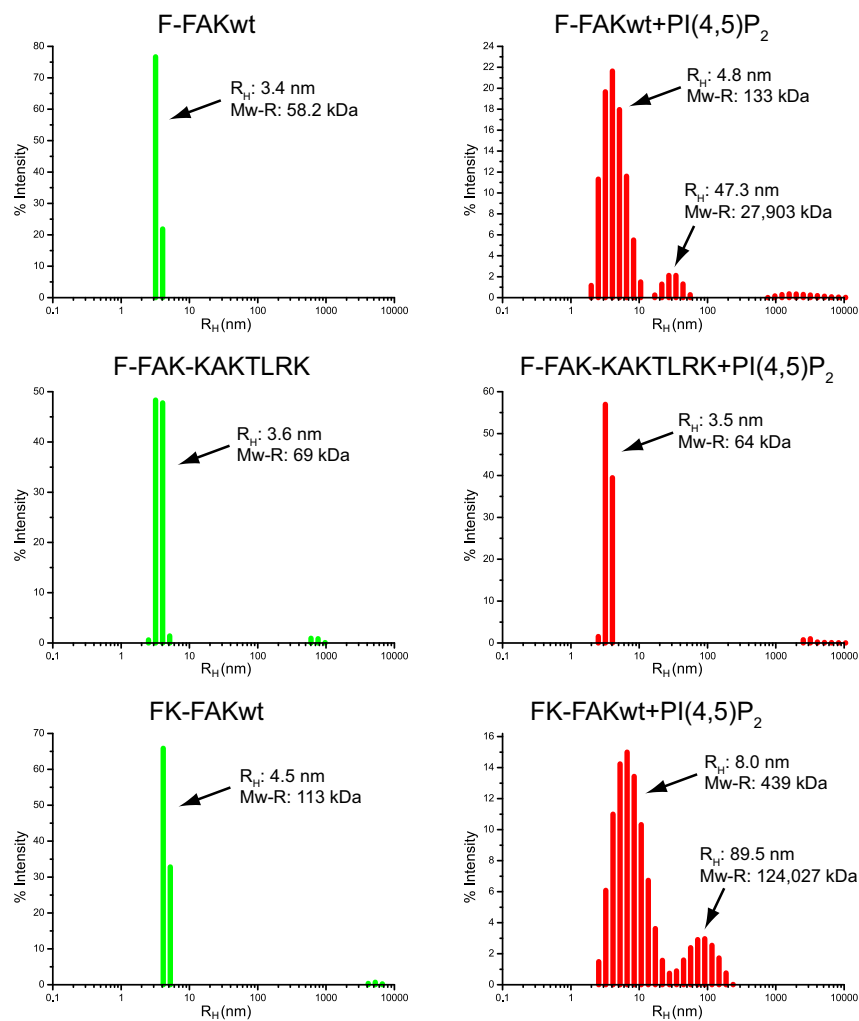 F-FAKwt
80
70
60
50
40
30
20
10
0
% Intensity
0.1 1 10 100 1000 10000
R_H (nm)
R_H: 3.4 nm
Mw-R: 58.2 kDa
F-FAKwt+PI(4,5)P_2
24
22
20
18
16
14
12
10
8
6
4
2
0
% Intensity
0.1 1 10 100 1000 10000
R_H (nm)
R_H: 4.8 nm
Mw-R: 133 kDa
R_H: 47.3 nm
Mw-R: 27,903 kDa
F-FAK-KAKTLRK
50
40
30
20
10
0
% Intensity
0.1 1 10 100 1000 10000
R_H (nm)
R_H: 3.6 nm
Mw-R: 69 kDa
F-FAK-KAKTLRK+PI(4,5)P_2
60
50
40
30
20
10
0
% Intensity
0.1 1 10 100 1000 10000
R_H (nm)
R_H: 3.5 nm
Mw-R: 64 kDa
FK-FAKwt
70
60
50
40
30
20
10
0
% Intensity
0.1 1 10 100 1000 10000
R_H (nm)
R_H: 4.5 nm
Mw-R: 113 kDa
FK-FAKwt+PI(4,5)P_2
16
14
12
10
8
6
4
2
0
% Intensity
0.1 1 10 100 1000 10000
R_H (nm)
R_H: 8.0 nm
Mw-R: 439 kDa
R_H: 89.5 nm
Mw-R: 124,027 kDa